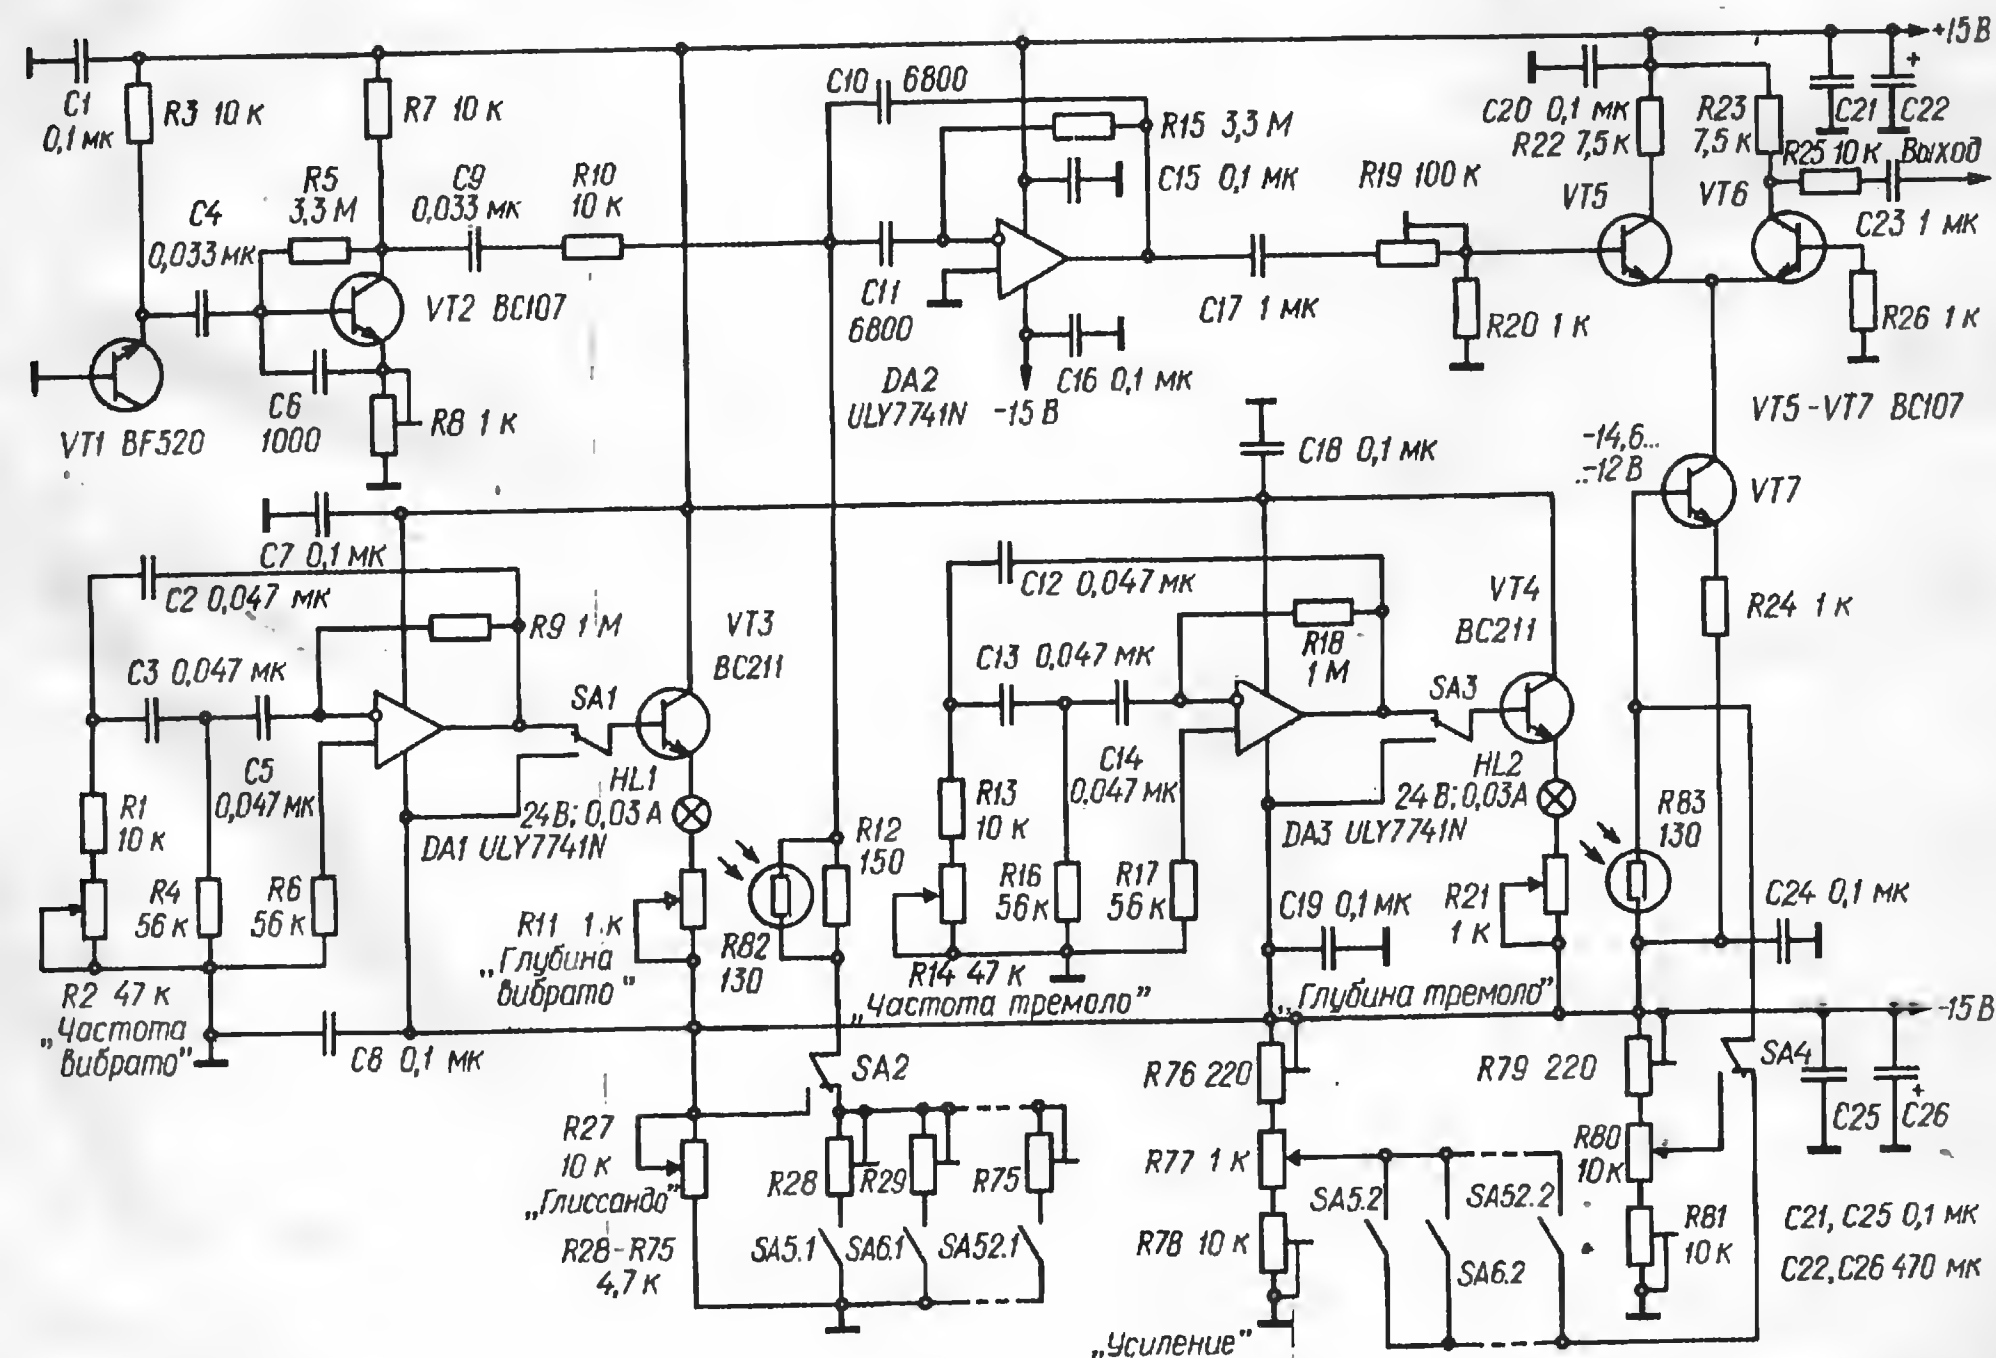 +15 В
C1
0,1 мк
R3 10 к
R7 10 к
C10 6800
R15 3,3 М
C20 0,1 мк
R22 7,5 к
R23
7,5 к
C21
C22
+
R25 10 к
Выход
C23 1 мк
R5
3,3 М
C4
0,033 мк
C9
0,033 мк
R10
10 к
C15 0,1 мк
R19 100 к
VT5
VT6
VT2 BC107
C11
6800
C17 1 мк
R20 1 к
R26 1 к
VT1 BF520
C6
1000
R8 1 к
DA2
ULY7741N
-15 В
C16 0,1 мк
VT5-VT7 BC107
C18 0,1 мк
-14,6...
..-12 В
VT7
C7 0,1 мк
C2 0,047 мк
R9 1 М
VT3
BC211
C12 0,047 мк
R18
1 М
VT4
BC211
R24 1 к
C3 0,047 мк
SA1
C13 0,047 мк
SA3
C5
0,047 мк
HL1
24 В; 0,03 А
C14
0,047 мк
HL2
24 В; 0,03 А
R83
130
R1
10 к
DA1 ULY7741N
R12
150
R13
10 к
DA3 ULY7741N
R4
56 к
R6
56 к
R11 1 к
„Глубина
вибрато"
R82
130
R16
56 к
R17
56 к
C19 0,1 мк
R21
1 к
C24 0,1 мк
R2 47 к
„Частота
вибрато"
R14 47 к
„Частота тремоло"
„Глубина тремоло"
-15 В
C8 0,1 мк
SA2
R76 220
R79 220
SA4
C25
+
C26
R27
10 к
„Глиссандо"
R28
R29
R75
R77 1 к
R80
10 к
R28-R75
4,7 к
SA5.1
SA6.1
SA52.1
R78 10 к
SA5.2
SA6.2
SA52.2
R81
10 к
C21, C25 0,1 мк
C22, C26 470 мк
„Усиление"